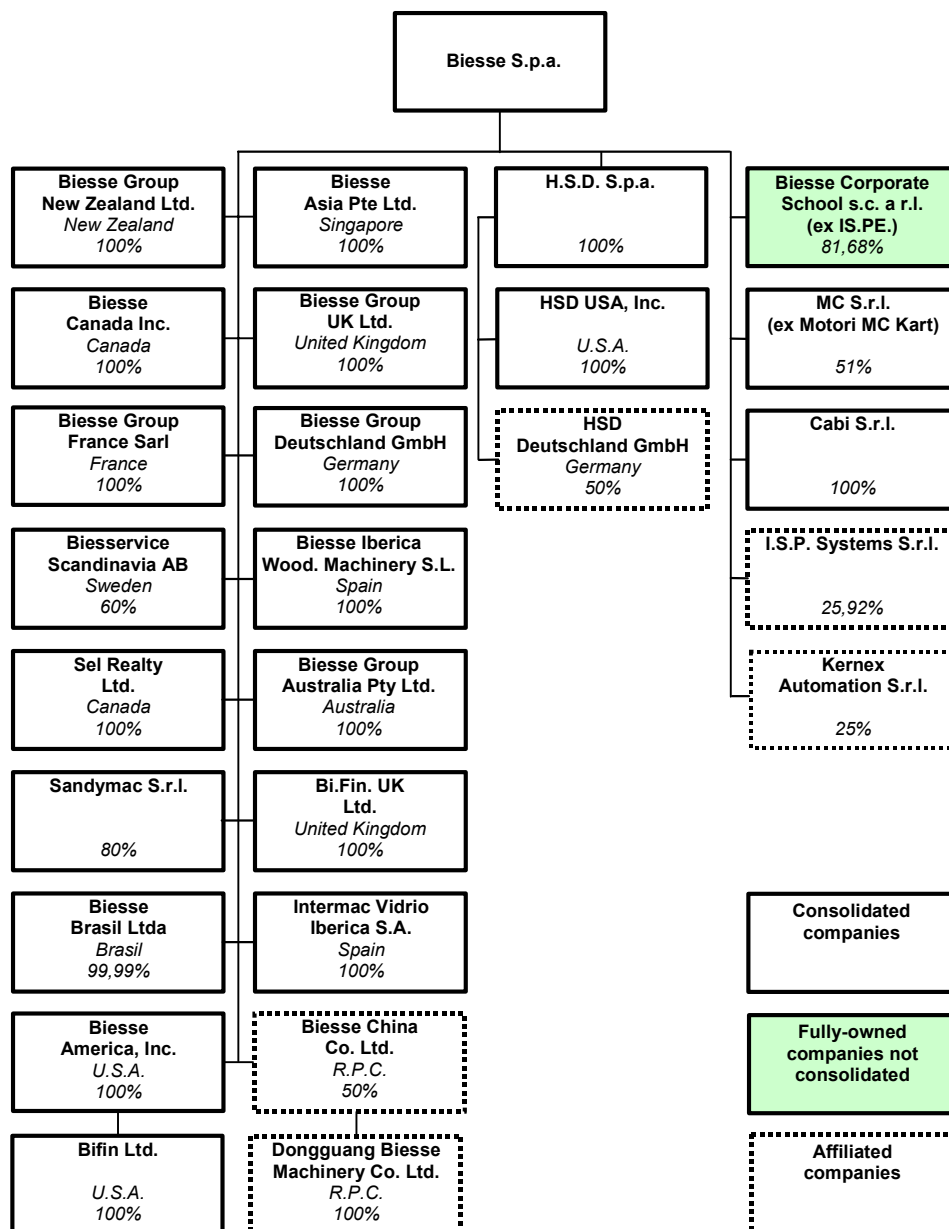 Biesse S.p.a.
Biesse Group
New Zealand Ltd.
New Zealand
100%
Biesse
Asia Pte Ltd.
Singapore
100%
H.S.D. S.p.a.
100%
Biesse Corporate
School s.c. a r.l.
(ex IS.PE.)
81,68%
Biesse
Canada Inc.
Canada
100%
Biesse Group
UK Ltd.
United Kingdom
100%
HSD USA, Inc.
U.S.A.
100%
MC S.r.l.
(ex Motori MC Kart)
51%
Biesse Group
France Sarl
France
100%
Biesse Group
Deutschland GmbH
Germany
100%
HSD
Deutschland GmbH
Germany
50%
Cabi S.r.l.
100%
Biesservice
Scandinavia AB
Sweden
60%
Biesse Iberica
Wood. Machinery S.L.
Spain
100%
I.S.P. Systems S.r.l.
25,92%
Sel Realty
Ltd.
Canada
100%
Biesse Group
Australia Pty Ltd.
Australia
100%
Kernex
Automation S.r.l.
25%
Sandymac S.r.l.
80%
Bi.Fin. UK
Ltd.
United Kingdom
100%
Biesse
Brasil Ltda
Brasil
99,99%
Intermac Vidrio
Iberica S.A.
Spain
100%
Consolidated
companies
Biesse
America, Inc.
U.S.A.
100%
Biesse China
Co. Ltd.
R.P.C.
50%
Fully-owned
companies not
consolidated
Bifin Ltd.
U.S.A.
100%
Dongguang Biesse
Machinery Co. Ltd.
R.P.C.
100%
Affiliated
companies